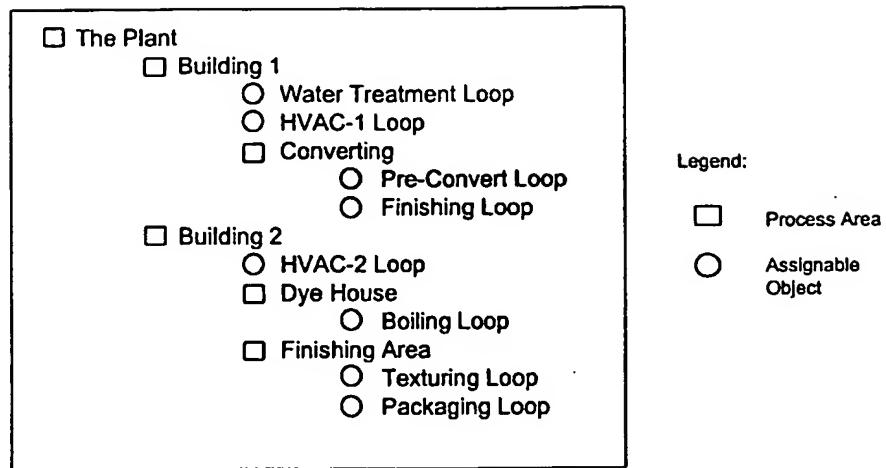 The Plant
Building 1
Water Treatment Loop
HVAC-1 Loop
Converting
Pre-Convert Loop
Finishing Loop
Building 2
HVAC-2 Loop
Dye House
Boiling Loop
Finishing Area
Texturing Loop
Packaging Loop
Legend:
Process Area
Assignable
Object